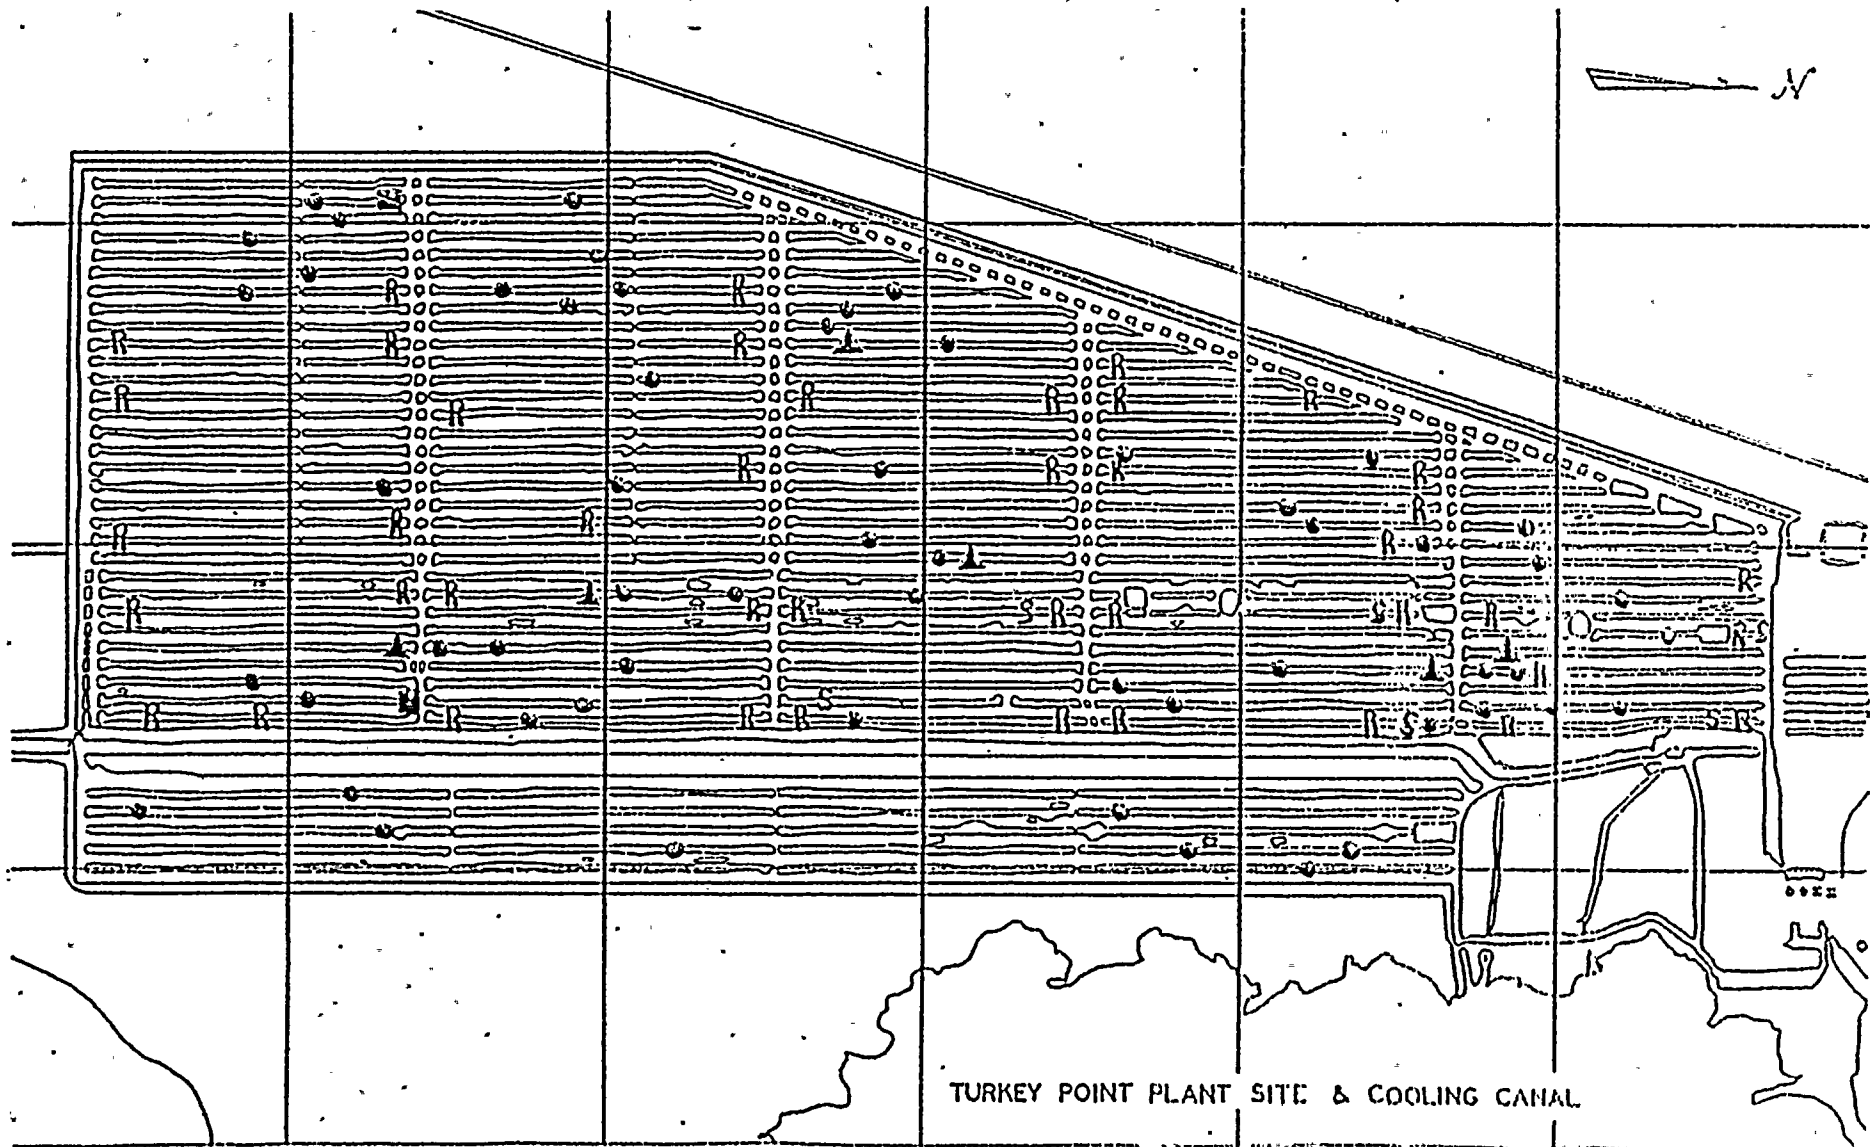 N
R R
R R R
R
R R R R R R
R
R R R R
R
R R R
R R
R R R S R R S R R
R R S
S
R R R R R R R R S R S R
TURKEY POINT PLANT SITE & COOLING CANAL